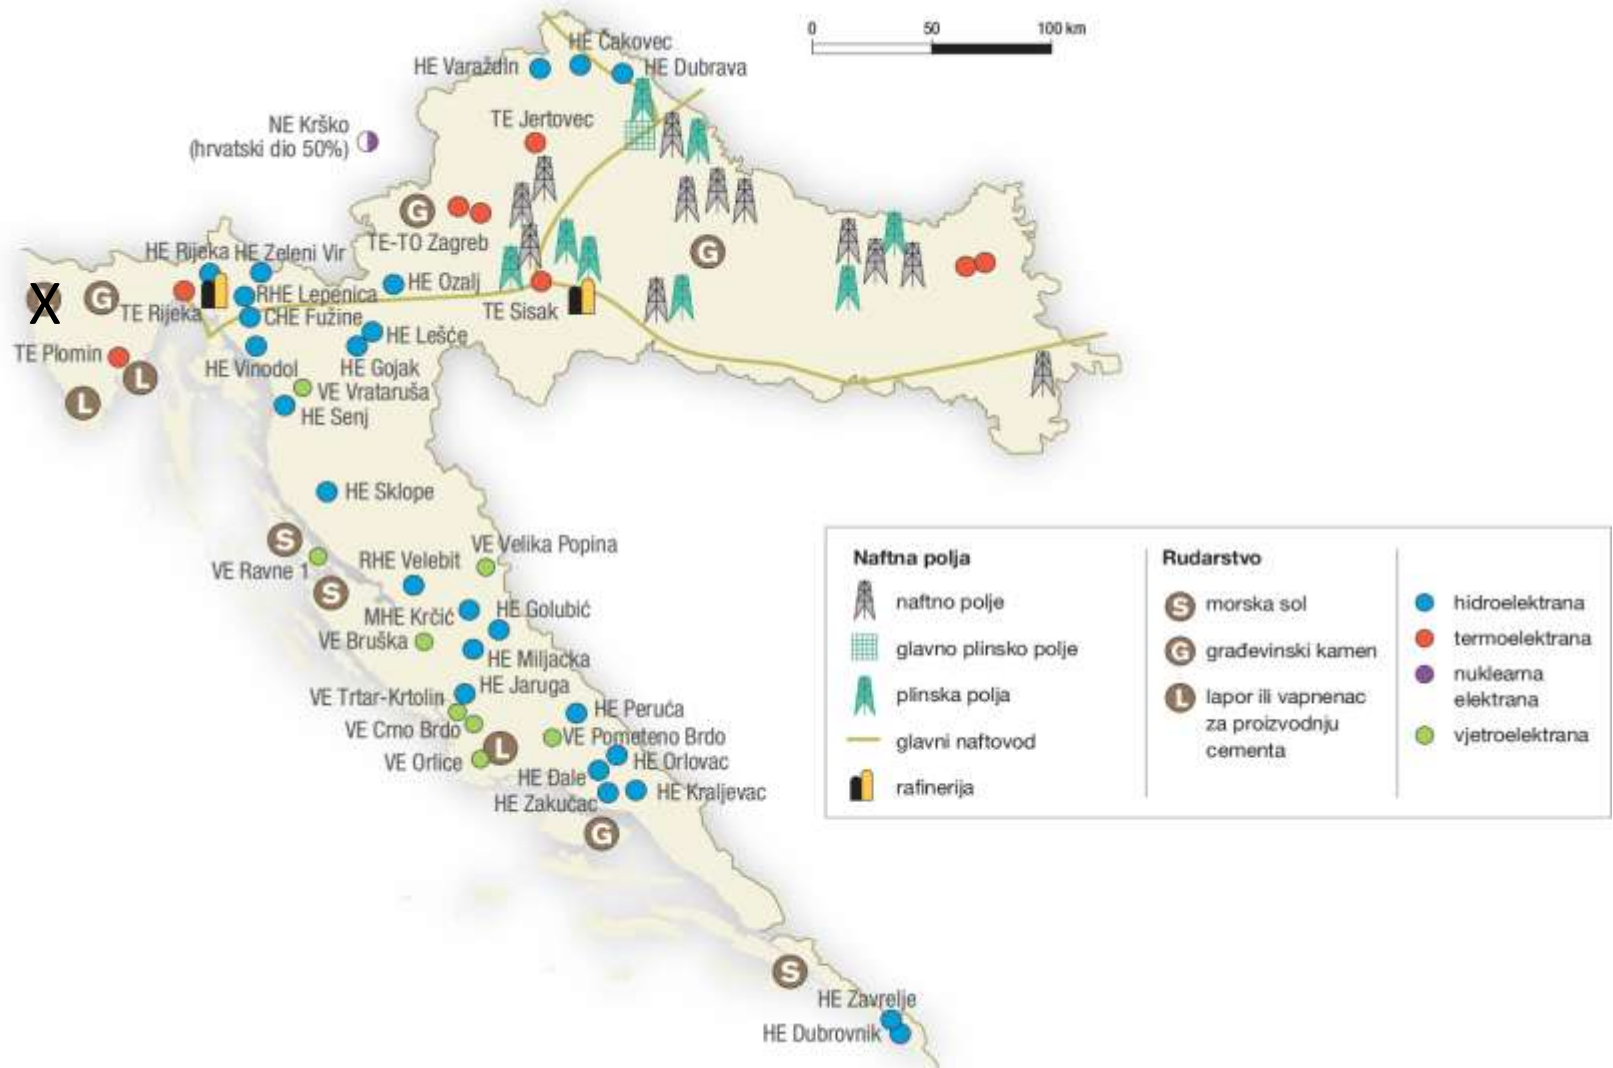 0 50 100 km
HE Čakovec
HE Varaždin
HE Dubrava
TE Jertovec
NE Krško
(hrvatski dio 50%)
G
TE-TO Zagreb
G
HE Rijeka
HE Zeleni Vir
HE Ozalj
X
G
RHE Lepenica
TE Rijeka
CHE Fužine
TE Sisak
HE Lešće
TE Plomin
HE Vinodol
HE Gojak
L
VE Vrataruša
L
HE Senj
HE Sklope
S
VE Velika Popina
RHE Velebit
VE Ravne 1
S
HE Golubić
MHE Krčić
VE Bruška
HE Miljacka
HE Jaruga
VE Trtar-Krtolin
HE Peruća
VE Crno Brdo
VE Pometeno Brdo
L
VE Orlice
HE Orlovac
HE Đale
HE Kraljevac
HE Zakučac
G
S
HE Zavrelje
HE Dubrovnik
Naftna polja
naftno polje
glavno plinsko polje
plinska polja
glavni naftovod
rafinerija
Rudarstvo
S morska sol
G građevinski kamen
L lapor ili vapnenac
za proizvodnju
cementa
hidroelektrana
termoelektrana
nuklearna
elektrana
vjetroelektrana